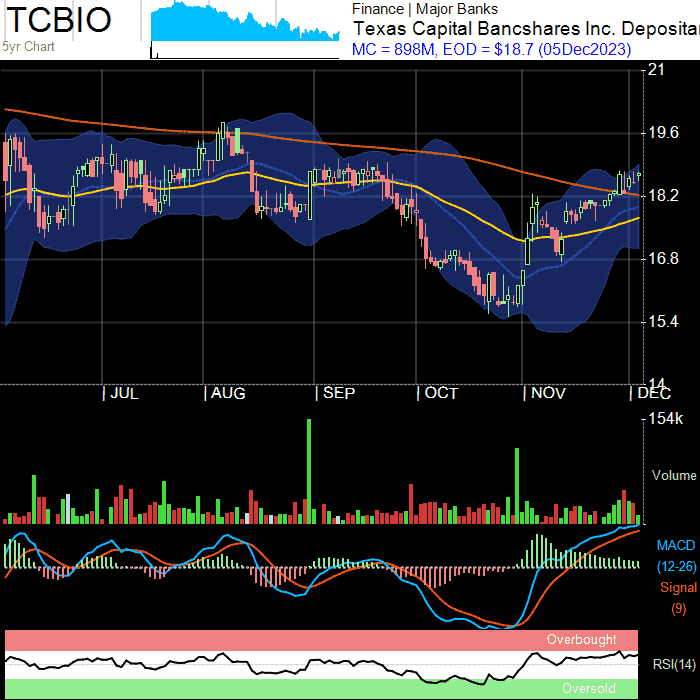 TCBIO
5yr Chart
Finance | Major Banks
Texas Capital Bancshares Inc. Depositar
MC = 898M, EOD = $18.7 (05Dec2023)
21
19.6
18.2
16.8
15.4
14
JUL AUG SEP OCT NOV DEC
154k
Volume
MACD
(12-26)
Signal
(9)
Overbought
RSI(14)
Oversold